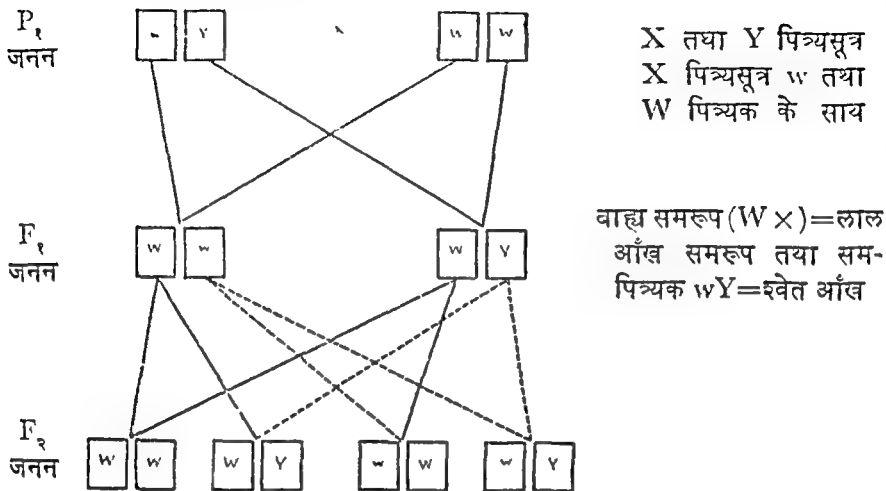 P₁
जनन
Y W W
X तथा Y पित्र्यसूत्र
X पित्र्यसूत्र w तथा
W पित्र्यक के साथ
F₁
जनन
W w W Y
वाह्य समरूप (W ×)=लाल
आँख समरूप तथा सम-
पित्र्यक wY=श्वेत आँख
F₂
जनन
W W W Y w W w Y